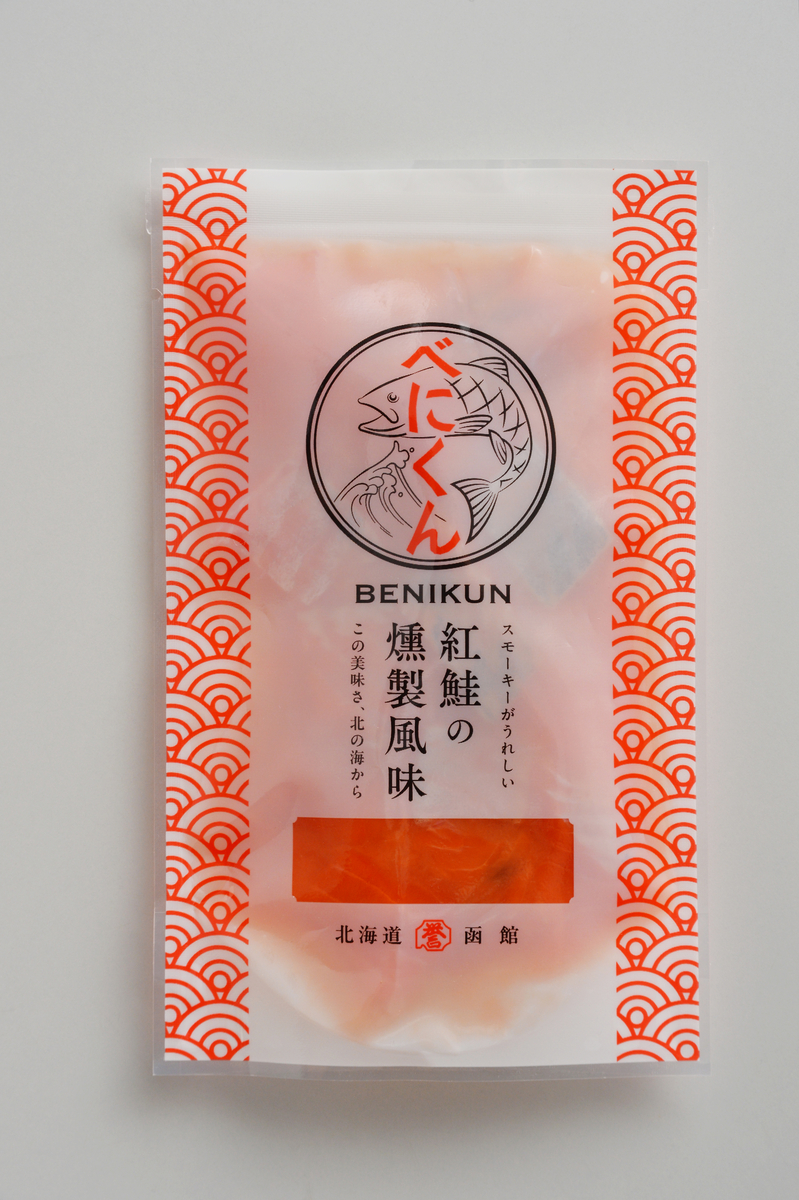 べにくん
BENIKUN
スモーキーがうれしい
紅鮭の
燻製風味
この美味さ、北の海から
北海道 誉 函館